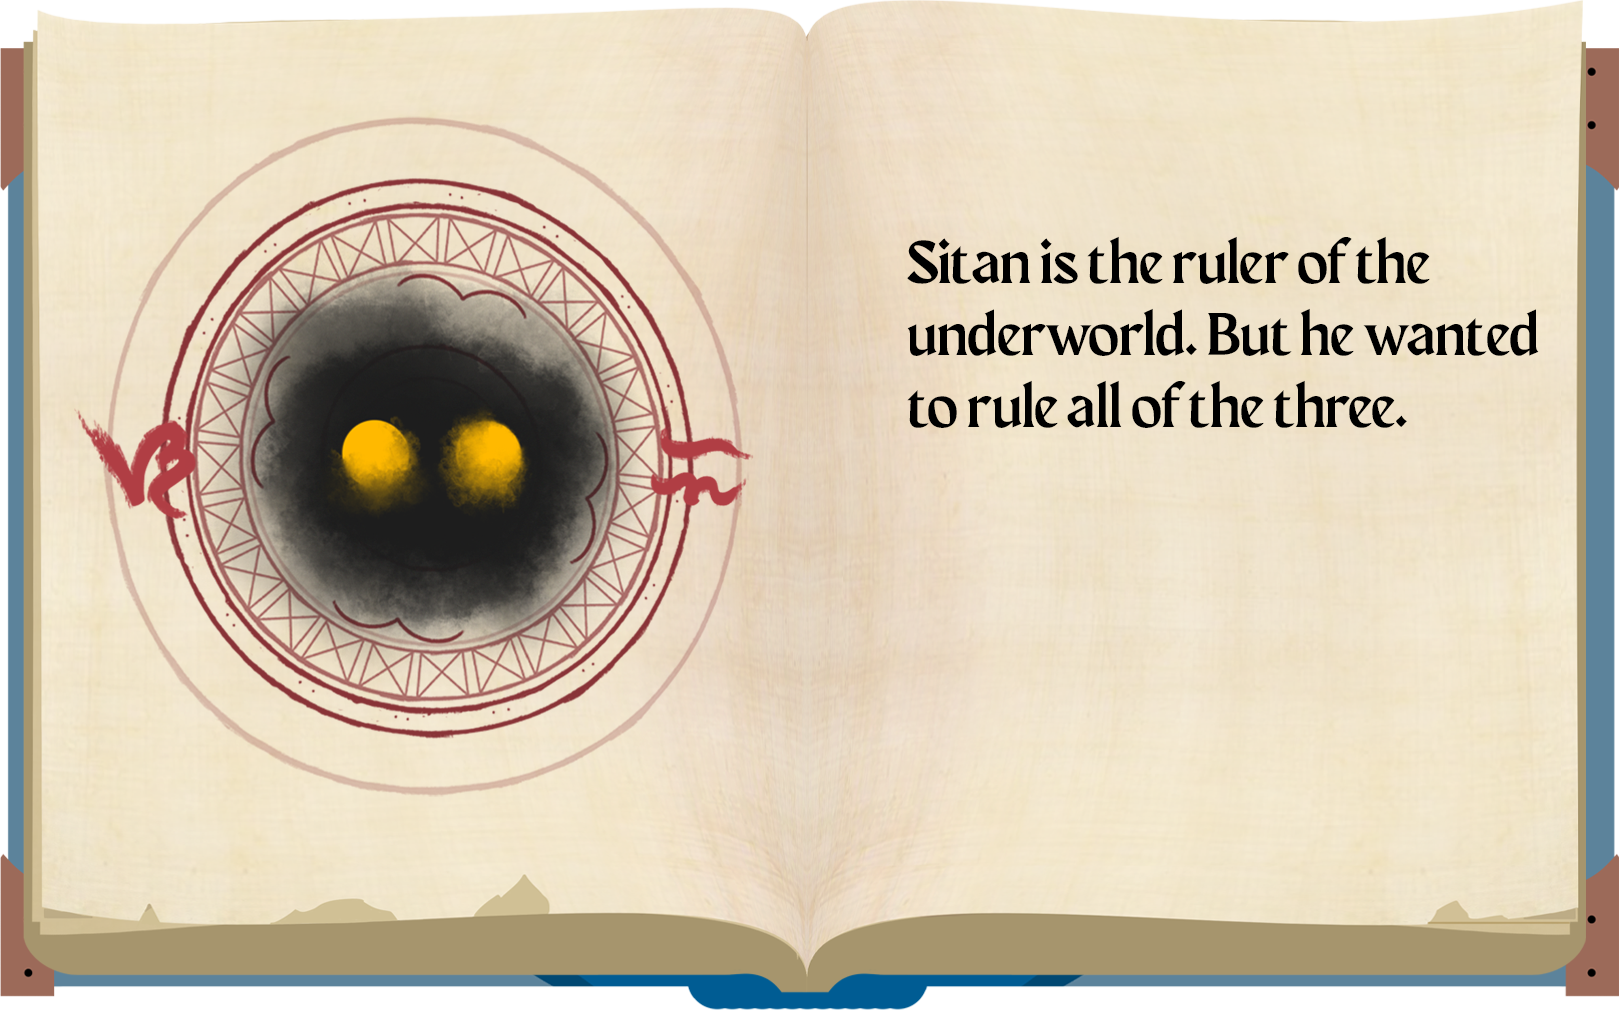 Sitan is the ruler of the
underworld. But he wanted
to rule all of the three.